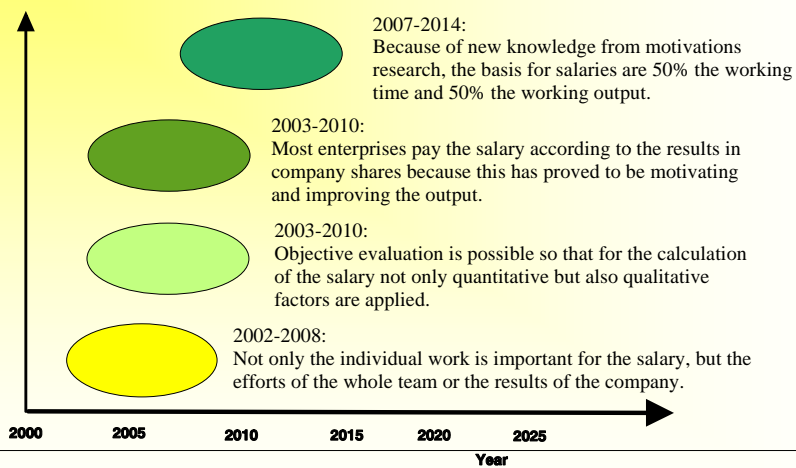 2007-2014:
Because of new knowledge from motivations
research, the basis for salaries are 50% the working
time and 50% the working output.
2003-2010:
Most enterprises pay the salary according to the results in
company shares because this has proved to be motivating
and improving the output.
2003-2010:
Objective evaluation is possible so that for the calculation
of the salary not only quantitative but also qualitative
factors are applied.
2002-2008:
Not only the individual work is important for the salary, but the
efforts of the whole team or the results of the company.
2000 2005 2010 2015 2020 2025
Year